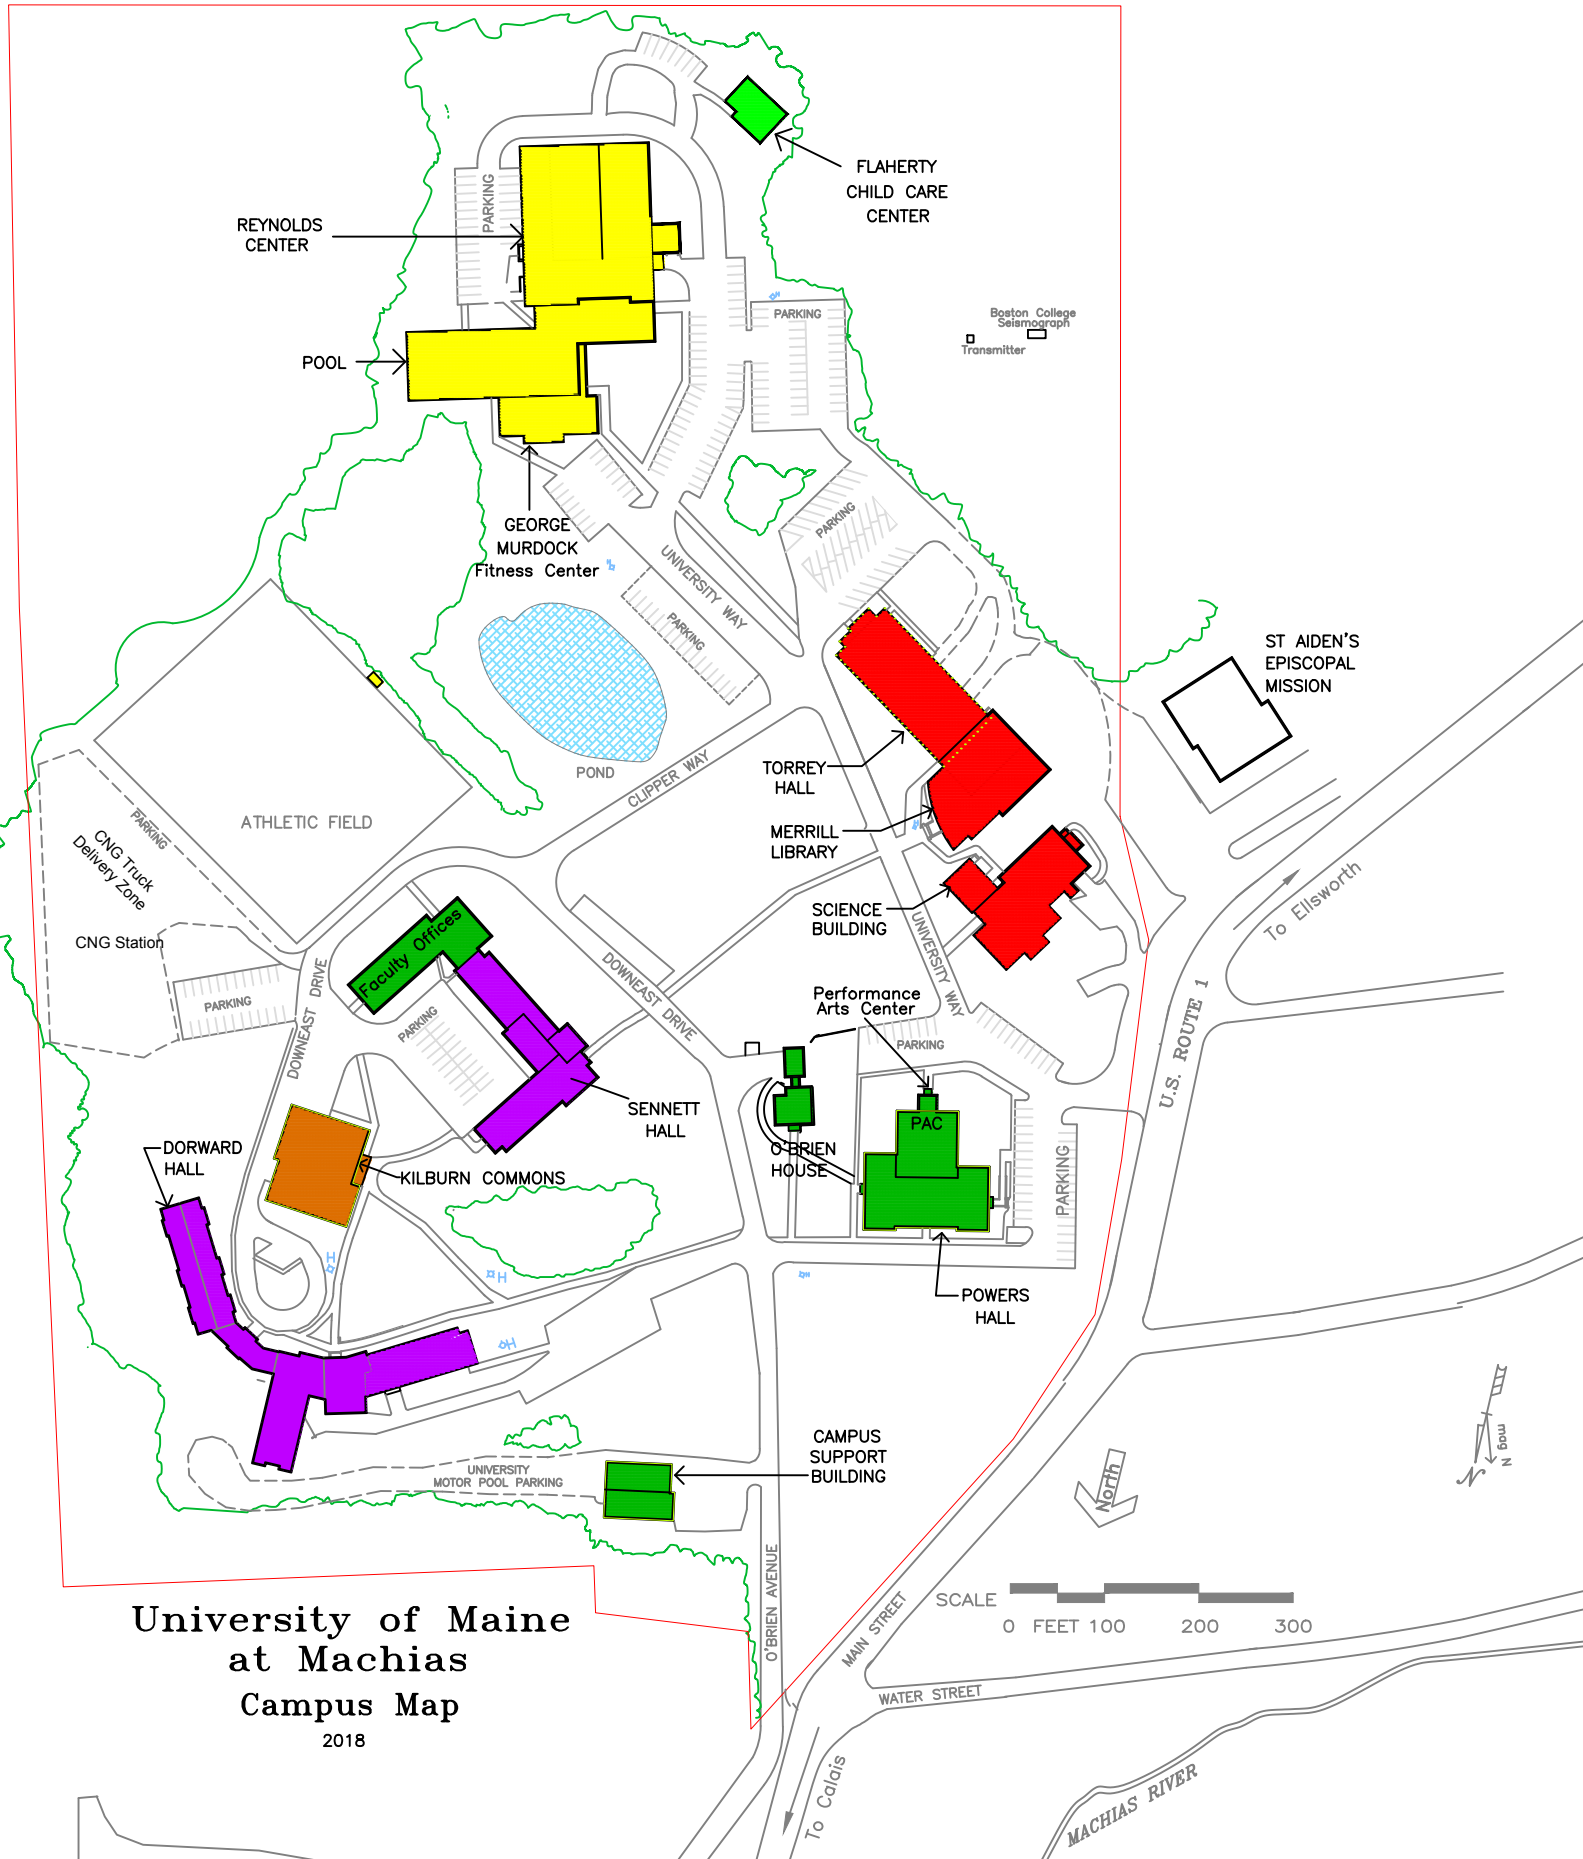 FLAHERTY
CHILD CARE
CENTER
PARKING
REYNOLDS
CENTER
PARKING
Boston College
Seismograph
Transmitter
POOL
PARKING
GEORGE
MURDOCK
Fitness Center
H
UNIVERSITY WAY
PARKING
ST AIDEN'S
EPISCOPAL
MISSION
TORREY
HALL
POND
CLIPPER WAY
ATHLETIC FIELD
PARKING
CNG Truck
Delivery Zone
MERRILL
LIBRARY
H
To Ellsworth
SCIENCE
BUILDING
UNIVERSITY WAY
Faculty Offices
CNG Station
DOWNEAST DRIVE
DOWNEAST DRIVE
PARKING
PARKING
Performance
Arts Center
PARKING
U.S. ROUTE 1
SENNETT
HALL
PAC
O'BRIEN
HOUSE
PARKING
DORWARD
HALL
KILBURN COMMONS
H
H
H
H
POWERS
HALL
CAMPUS
SUPPORT
BUILDING
UNIVERSITY
MOTOR POOL PARKING
mag N
N
North
O'BRIEN AVENUE
MAIN STREET
SCALE
0 FEET 100 200 300
University of Maine
at Machias
Campus Map
2018
WATER STREET
To Calais
MACHIAS RIVER